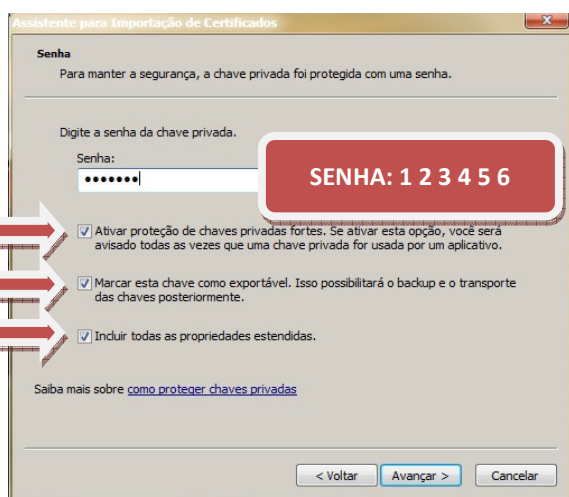 Assistente para Importação de Certificados
Senha
Para manter a segurança, a chave privada foi protegida com uma senha.
Digite a senha da chave privada.
Senha:
•••••••
SENHA: 1 2 3 4 5 6
Ativar proteção de chaves privadas fortes. Se ativar esta opção, você será
avisado todas as vezes que uma chave privada for usada por um aplicativo.
Marcar esta chave como exportável. Isso possibilitará o backup e o transporte
das chaves posteriormente.
Incluir todas as propriedades estendidas.
Saiba mais sobre como proteger chaves privadas
< Voltar
Avançar >
Cancelar